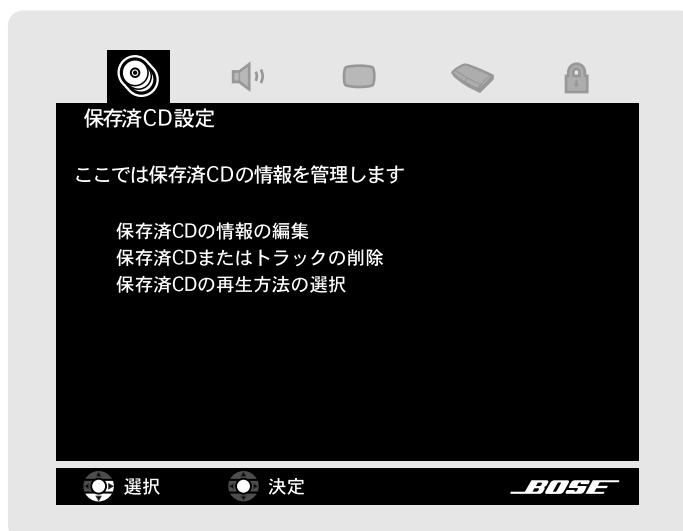 保存済CD設定
ここでは保存済CDの情報を管理します
保存済CDの情報の編集
保存済CDまたはトラックの削除
保存済CDの再生方法の選択
選択 決定 BOSE